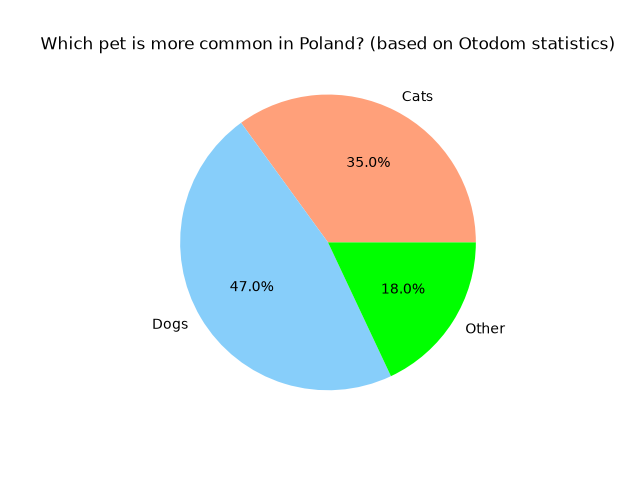 Which pet is more common in Poland? (based on Otodom statistics)
Cats
35.0%
47.0%
18.0%
Dogs
Other